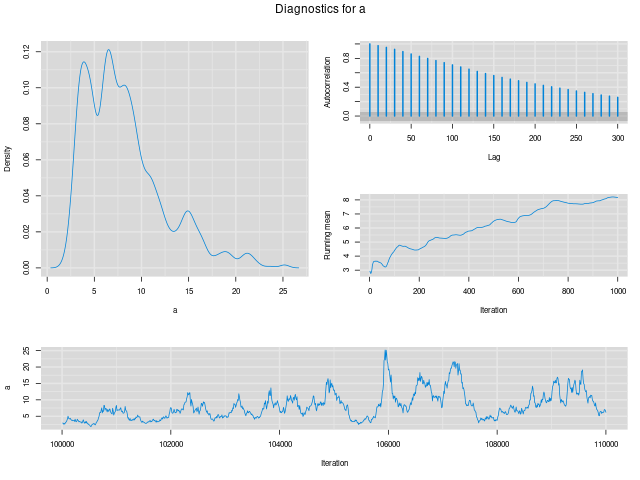 Diagnostics for a
Density
0.00 0.02 0.04 0.06 0.08 0.10 0.12
0 5 10 15 20 25
a
Autocorrelation
0.0 0.4 0.8
0 50 100 150 200 250 300
Lag
Running mean
3 4 5 6 7 8
0 200 400 600 800 1000
Iteration
a
5 10 15 20 25
100000 102000 104000 106000 108000 110000
Iteration